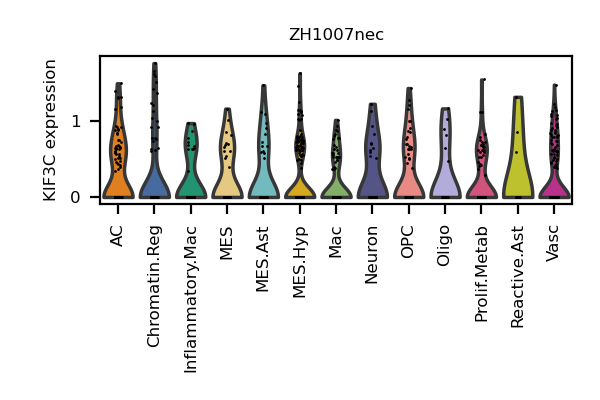 ZH1007nec
KIF3C expression
1
0
AC
Chromatin.Reg
Inflammatory.Mac
MES
MES.Ast
MES.Hyp
Mac
Neuron
OPC
Oligo
Prolif.Metab
Reactive.Ast
Vasc